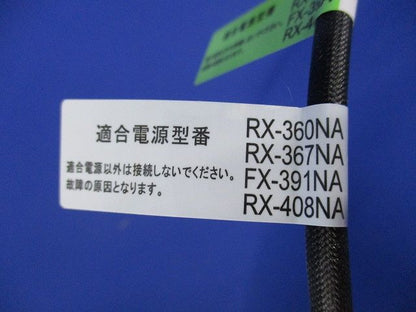 適合電源型番
適合電源以外は接続しないでください。
故障の原因となります。
RX-360NA
RX-367NA
FX-391NA
RX-408NA